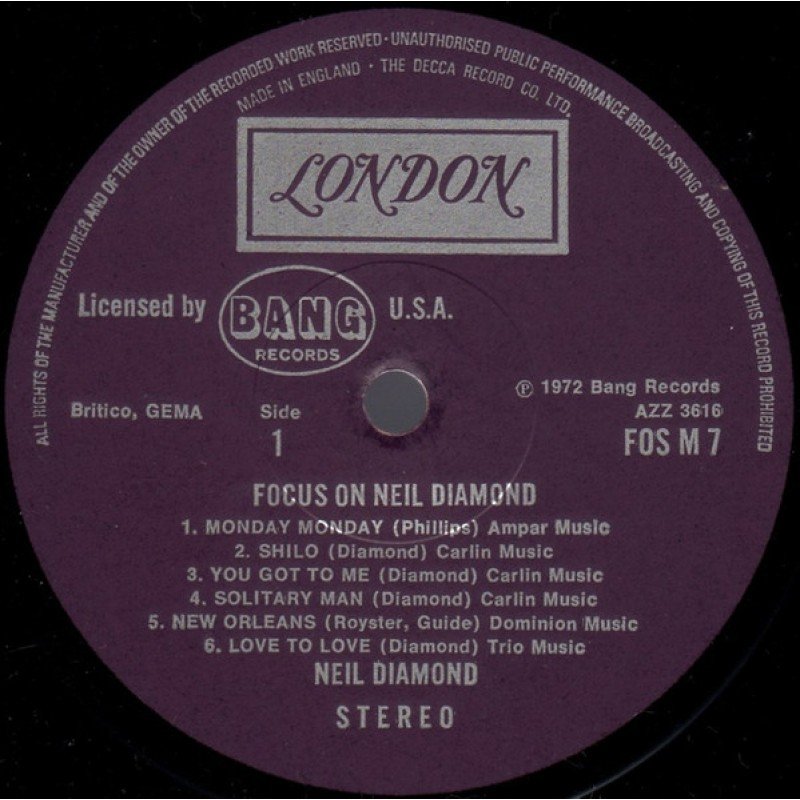 ALL RIGHTS OF THE MANUFACTURER AND OF THE OWNER OF THE RECORDED WORK RESERVED · UNAUTHORISED PUBLIC PERFORMANCE BROADCASTING AND COPYING OF THIS RECORD PROHIBITED
MADE IN ENGLAND · THE DECCA RECORD CO. LTD.
LONDON
Licensed by BANG RECORDS U.S.A.
℗ 1972 Bang Records
Britico, GEMA Side AZZ 3616
1 FOS M 7
FOCUS ON NEIL DIAMOND
1. MONDAY MONDAY (Phillips) Ampar Music
2. SHILO (Diamond) Carlin Music
3. YOU GOT TO ME (Diamond) Carlin Music
4. SOLITARY MAN (Diamond) Carlin Music
5. NEW ORLEANS (Royster, Guide) Dominion Music
6. LOVE TO LOVE (Diamond) Trio Music
NEIL DIAMOND
STEREO